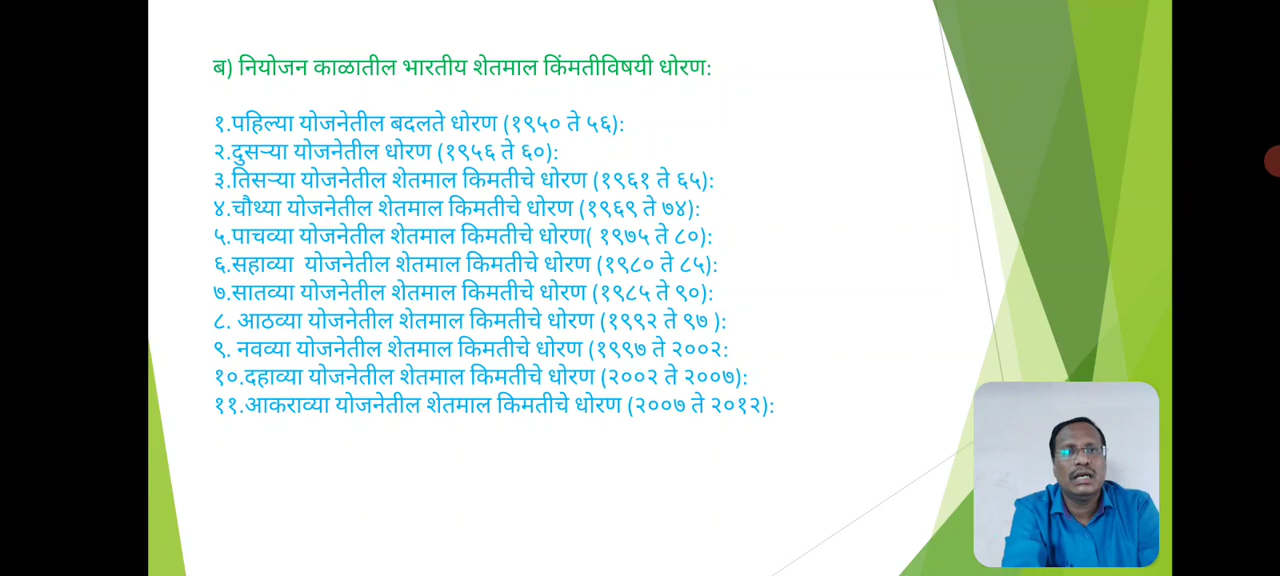 ब) नियोजन काळातील भारतीय शेतमाल किंमतीविषयी धोरण:
१.पहिल्या योजनेतील बदलते धोरण (१९५० ते ५६):
२.दुसऱ्या योजनेतील धोरण (१९५६ ते ६०):
३.तिसऱ्या योजनेतील शेतमाल किमतीचे धोरण (१९६१ ते ६५):
४.चौथ्या योजनेतील शेतमाल किमतीचे धोरण (१९६९ ते ७४):
५.पाचव्या योजनेतील शेतमाल किमतीचे धोरण( १९७५ ते ८०):
६.सहाव्या  योजनेतील शेतमाल किमतीचे धोरण (१९८० ते ८५):
७.सातव्या योजनेतील शेतमाल किमतीचे धोरण (१९८५ ते ९०):
८. आठव्या योजनेतील शेतमाल किमतीचे धोरण (१९९२ ते ९७ ):
९. नवव्या योजनेतील शेतमाल किमतीचे धोरण (१९९७ ते २००२:
१०.दहाव्या योजनेतील शेतमाल किमतीचे धोरण (२००२ ते २००७):
११.आकराव्या योजनेतील शेतमाल किमतीचे धोरण (२००७ ते २०१२):